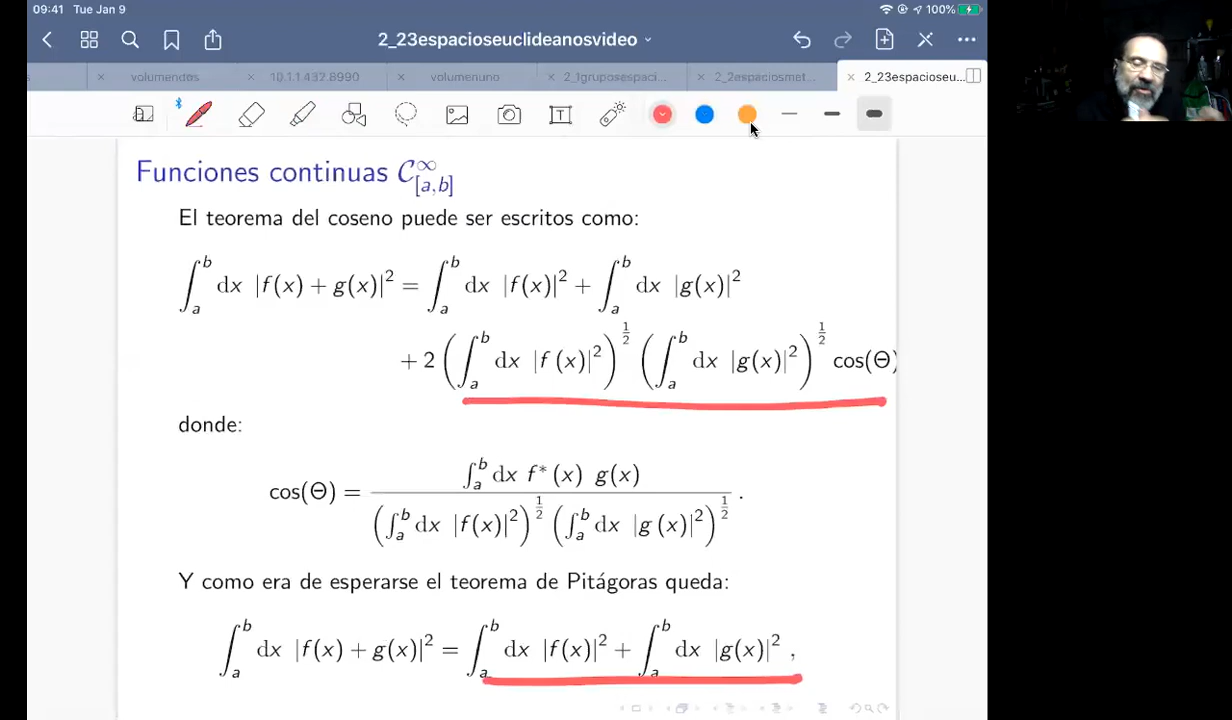 09:41 Tue Jan 9
100%
2_23espacioseuclideanosvideo
volumendos
10.1.1.432.8990
volumenuno
2_1gruposespaci...
2_2espaciosmet...
2_23espacioseu...
Funciones continuas 𝒞^∞_[a,b]
El teorema del coseno puede ser escritos como:
∫_a^b dx |f(x) + g(x)|² = ∫_a^b dx |f(x)|² + ∫_a^b dx |g(x)|²
+ 2 (∫_a^b dx |f (x)|²)^{1/2} (∫_a^b dx |g(x)|²)^{1/2} cos(Θ)
donde:
cos(Θ) = ∫_a^b dx f*(x) g(x) / (∫_a^b dx |f(x)|²)^{1/2} (∫_a^b dx |g (x)|²)^{1/2} .
Y como era de esperarse el teorema de Pitágoras queda:
∫_a^b dx |f(x) + g(x)|² = ∫_a^b dx |f(x)|² + ∫_a^b dx |g(x)|² ,